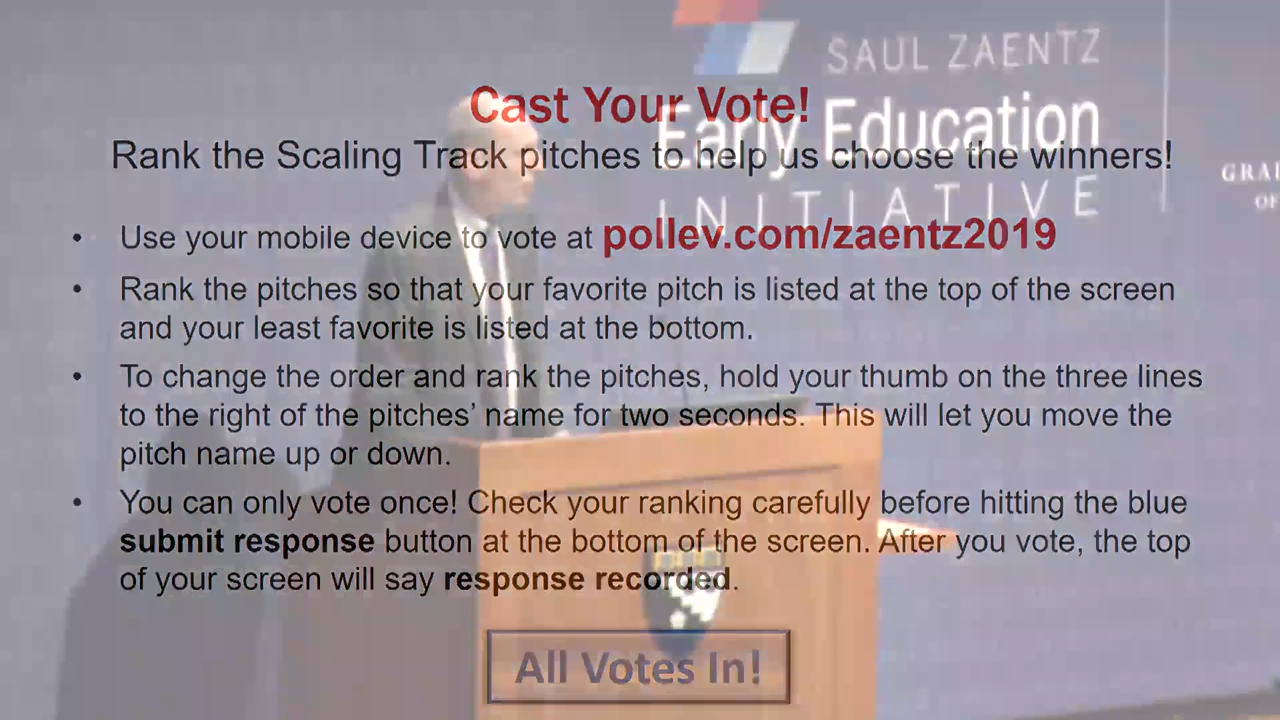 SAUL ZAENTZ
Cast Your Vote!
Early Education
Rank the Scaling Track pitches to help us choose the winners!
GRA
OF
INITIATIVE
• Use your mobile device to vote at pollev.com/zaentz2019
• Rank the pitches so that your favorite pitch is listed at the top of the screen
and your least favorite is listed at the bottom.
• To change the order and rank the pitches, hold your thumb on the three lines
to the right of the pitches’ name for two seconds. This will let you move the
pitch name up or down.
• You can only vote once! Check your ranking carefully before hitting the blue
submit response button at the bottom of the screen. After you vote, the top
of your screen will say response recorded.
All Votes In!